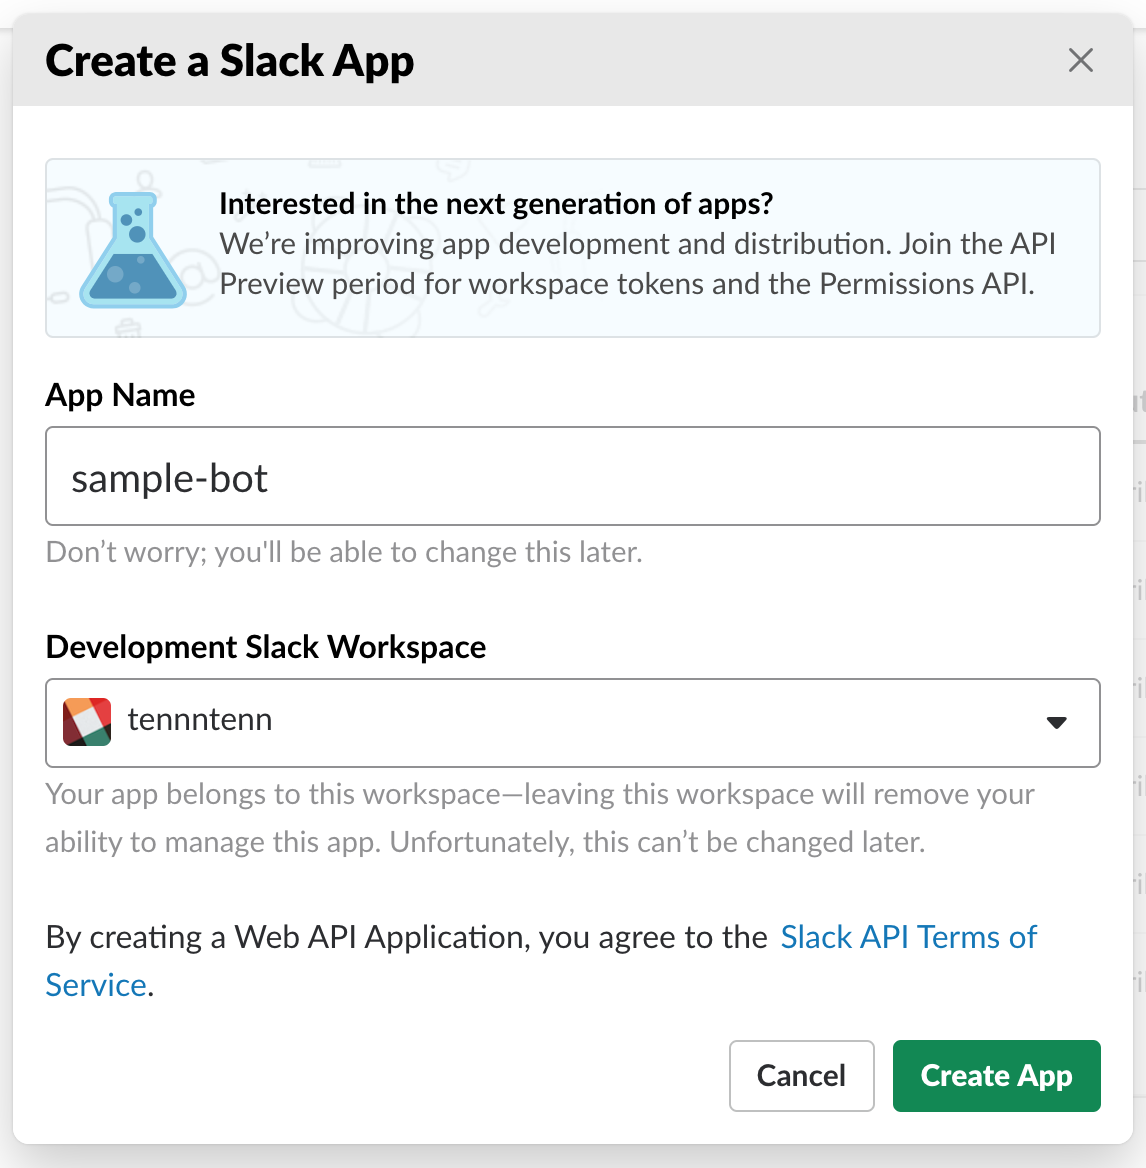 Create a Slack App
Interested in the next generation of apps?
We’re improving app development and distribution. Join the API
Preview period for workspace tokens and the Permissions API.
App Name
sample-bot
Don’t worry; you'll be able to change this later.
Development Slack Workspace
tennntenn
Your app belongs to this workspace—leaving this workspace will remove your
ability to manage this app. Unfortunately, this can’t be changed later.
By creating a Web API Application, you agree to the Slack API Terms of
Service.
Cancel
Create App